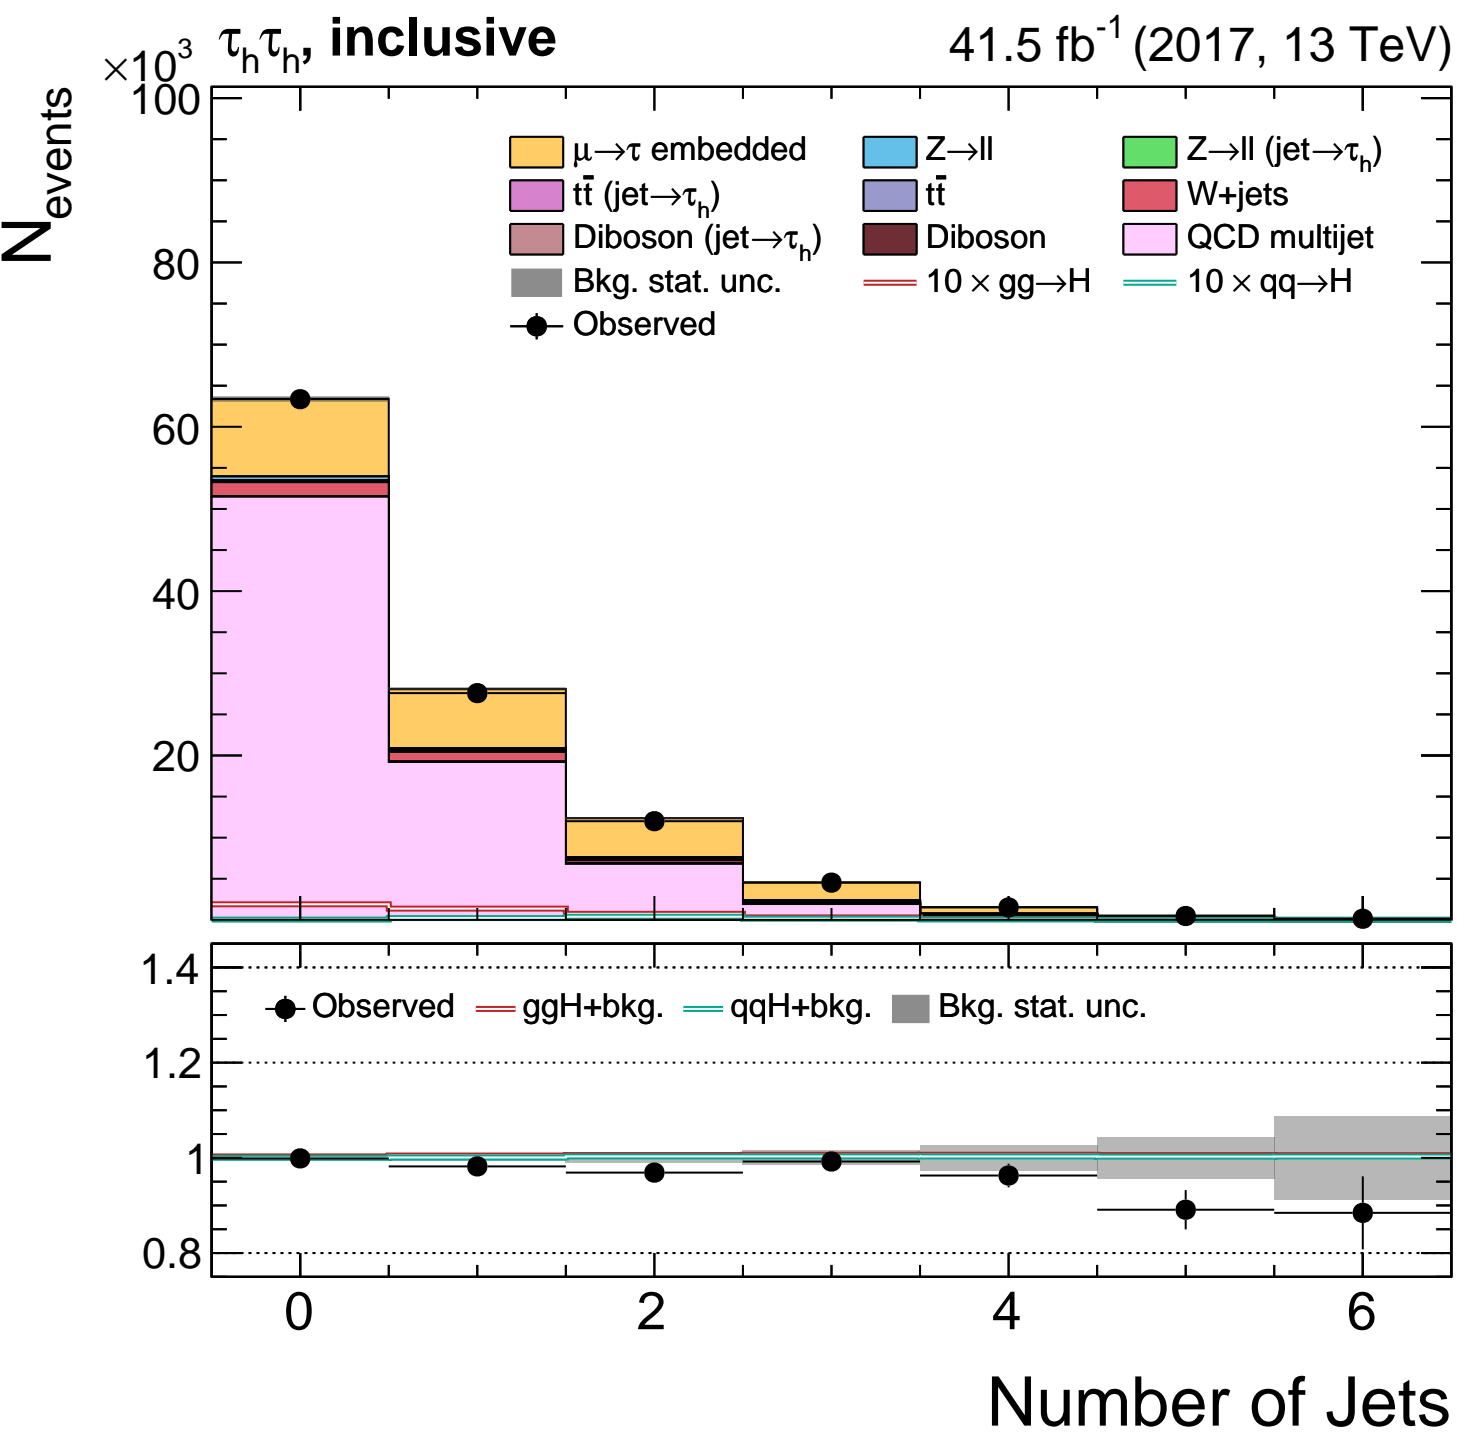 ×10³ τₕτₕ, inclusive 41.5 fb⁻¹ (2017, 13 TeV)
N_events
100
80
60
40
20
μ→τ embedded Z→ll Z→ll (jet→τₕ)
tt̄ (jet→τₕ) tt̄ W+jets
Diboson (jet→τₕ) Diboson QCD multijet
Bkg. stat. unc. 10 × gg→H 10 × qq→H
Observed
1.4
1.2
1
0.8
Observed ggH+bkg. qqH+bkg. Bkg. stat. unc.
0 2 4 6
Number of Jets